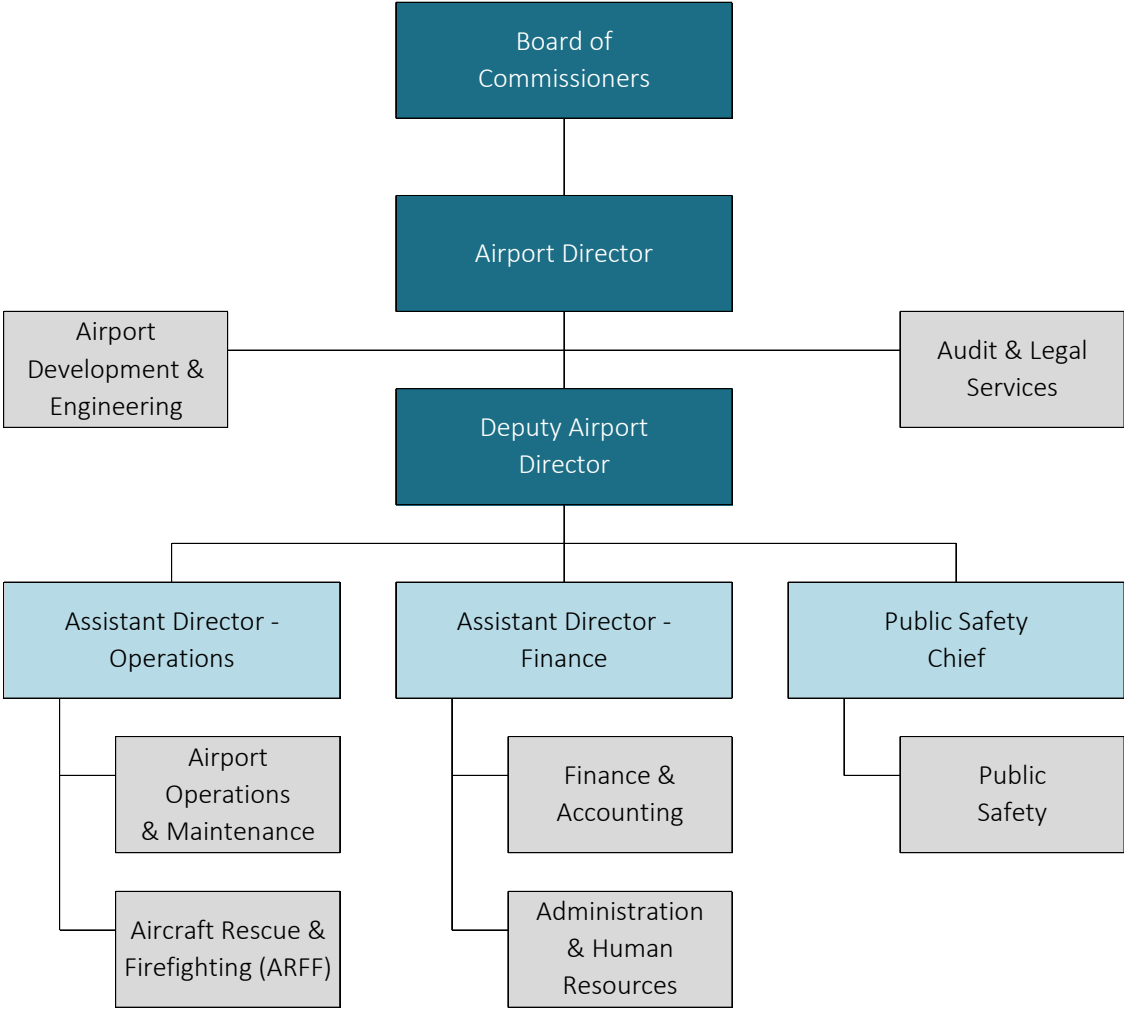 Board of
Commissioners
Airport Director
Airport
Development &
Engineering
Audit & Legal
Services
Deputy Airport
Director
Assistant Director -
Operations
Assistant Director -
Finance
Public Safety
Chief
Airport
Operations
& Maintenance
Finance &
Accounting
Public
Safety
Aircraft Rescue &
Firefighting (ARFF)
Administration
& Human
Resources